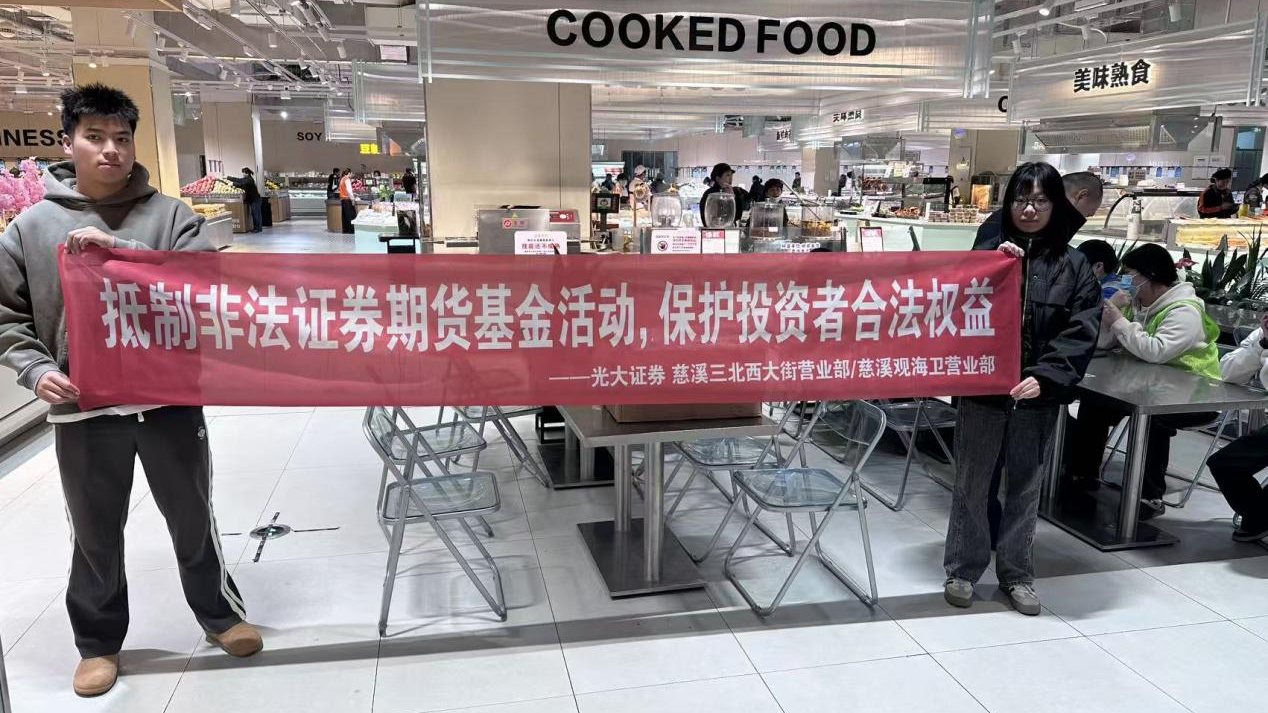 COOKED FOOD
美味熟食
NESS
SOY
抵制非法证券期货基金活动,保护投资者合法权益
——光大证券 慈溪三北西大街营业部/慈溪观海卫营业部